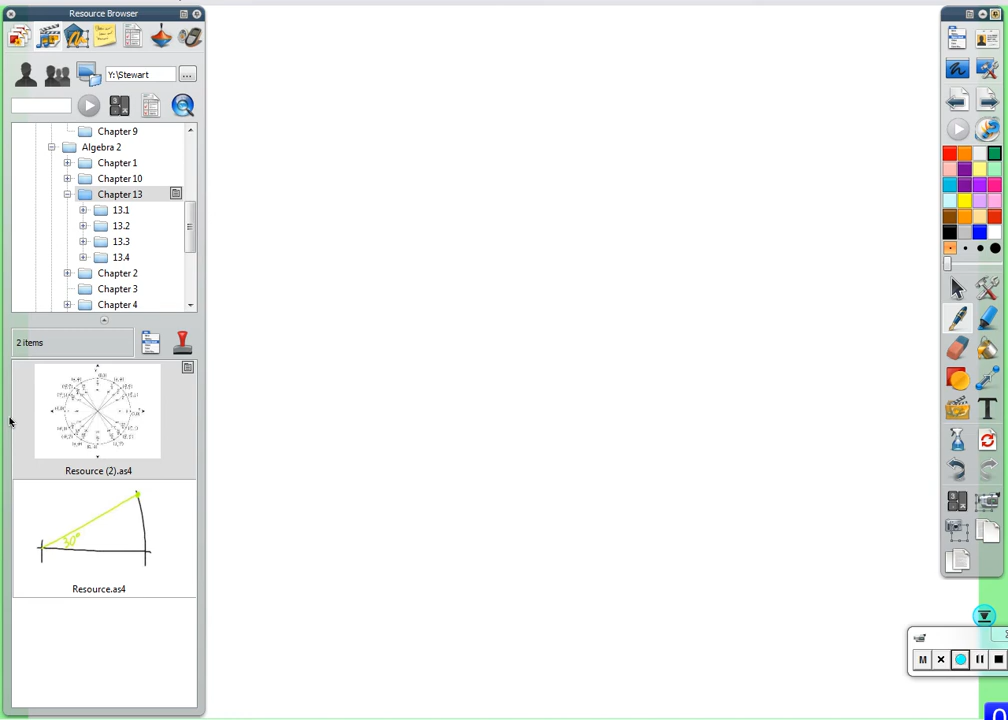 Resource Browser
Y:\Stewart
...
Chapter 9
Algebra 2
Chapter 1
Chapter 10
Chapter 13
13.1
13.2
13.3
13.4
Chapter 2
Chapter 3
Chapter 4
2 items
Resource (2).as4
30°
Resource.as4
T
M